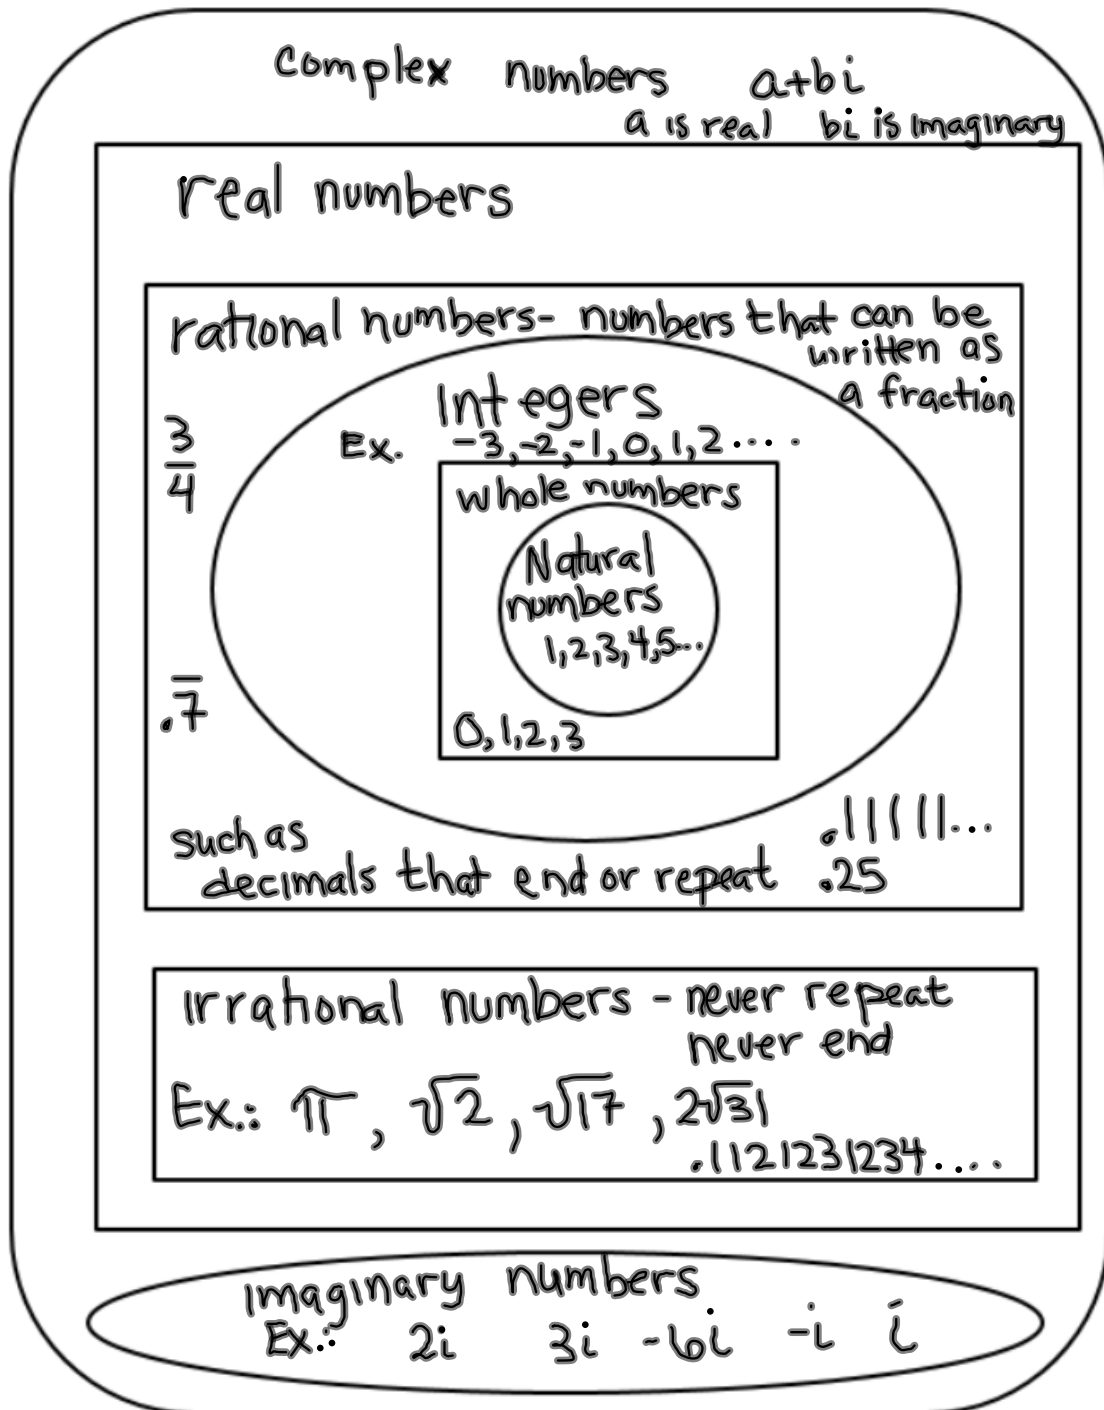 complex numbers a+bi
a is real bi is imaginary
real numbers
rational numbers- numbers that can be
written as
a fraction
Integers
Ex. -3,-2,-1,0,1,2....
3/4
whole numbers
Natural
numbers
1,2,3,4,5...
.7̅
0,1,2,3
such as
decimals that end or repeat
.11111...
.25
irrational numbers - never repeat
never end
Ex.: π, √2, √17, 2√31
.1121231234....
imaginary numbers
Ex.: 2i 3i -6i -i i